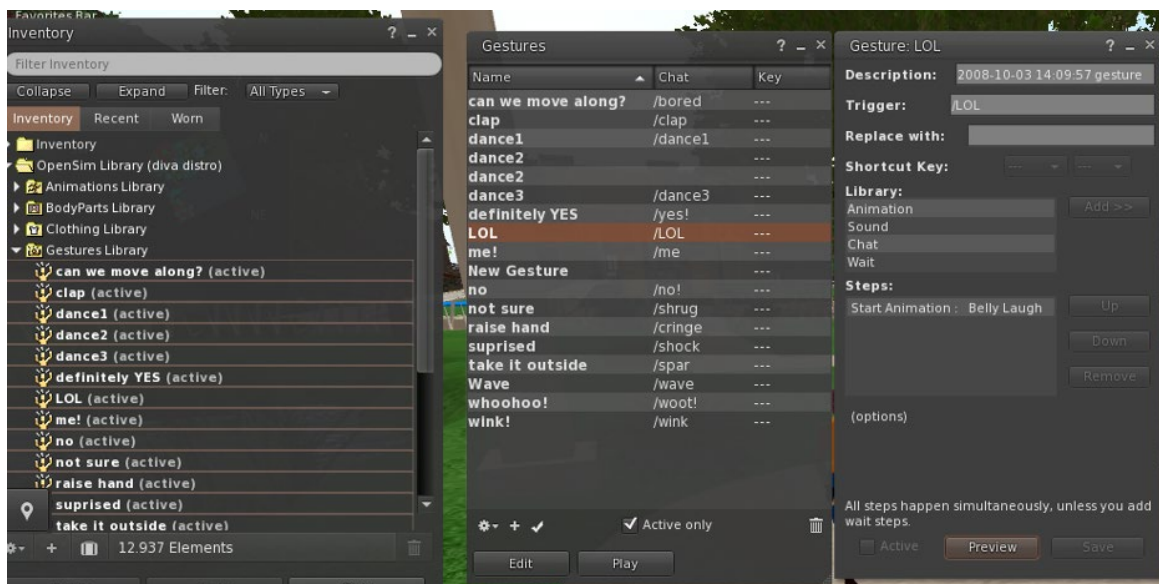 Favorites Bar
Inventory ? _ ×
Filter Inventory
Collapse Expand Filter: All Types
Inventory Recent Worn
Inventory
OpenSim Library (diva distro)
Animations Library
BodyParts Library
Clothing Library
Gestures Library
can we move along? (active)
clap (active)
dance1 (active)
dance2 (active)
dance3 (active)
definitely YES (active)
LOL (active)
me! (active)
no (active)
not sure (active)
raise hand (active)
suprised (active)
take it outside (active)
+ 12.937 Elements
Gestures ? _ ×
Name Chat Key
can we move along? /bored ---
clap /clap ---
dance1 /dance1 ---
dance2 ---
dance2 ---
dance3 /dance3 ---
definitely YES /yes! ---
LOL /LOL ---
me! /me ---
New Gesture ---
no /no! ---
not sure /shrug ---
raise hand /cringe ---
suprised /shock ---
take it outside /spar ---
Wave /wave ---
whoohoo! /woot! ---
wink! /wink ---
+ Active only
Edit Play
Gesture: LOL ? _ ×
Description: 2008-10-03 14:09:57 gesture
Trigger: /LOL
Replace with:
Shortcut Key: --- ---
Library:
Animation Add >>
Sound
Chat
Wait
Steps:
Start Animation : Belly Laugh Up
Down
Remove
(options)
All steps happen simultaneously, unless you add
wait steps.
Active Preview Save